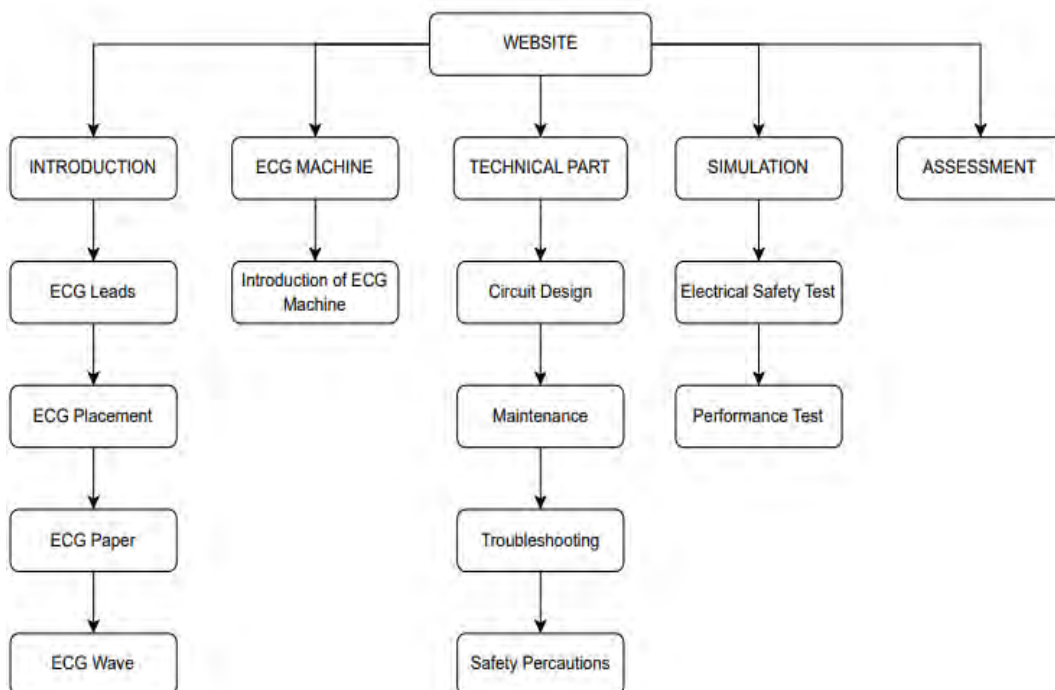 WEBSITE
INTRODUCTION
ECG MACHINE
TECHNICAL PART
SIMULATION
ASSESSMENT
ECG Leads
Introduction of ECG
Machine
Circuit Design
Electrical Safety Test
ECG Placement
Maintenance
Performance Test
ECG Paper
Troubleshooting
ECG Wave
Safety Percautions